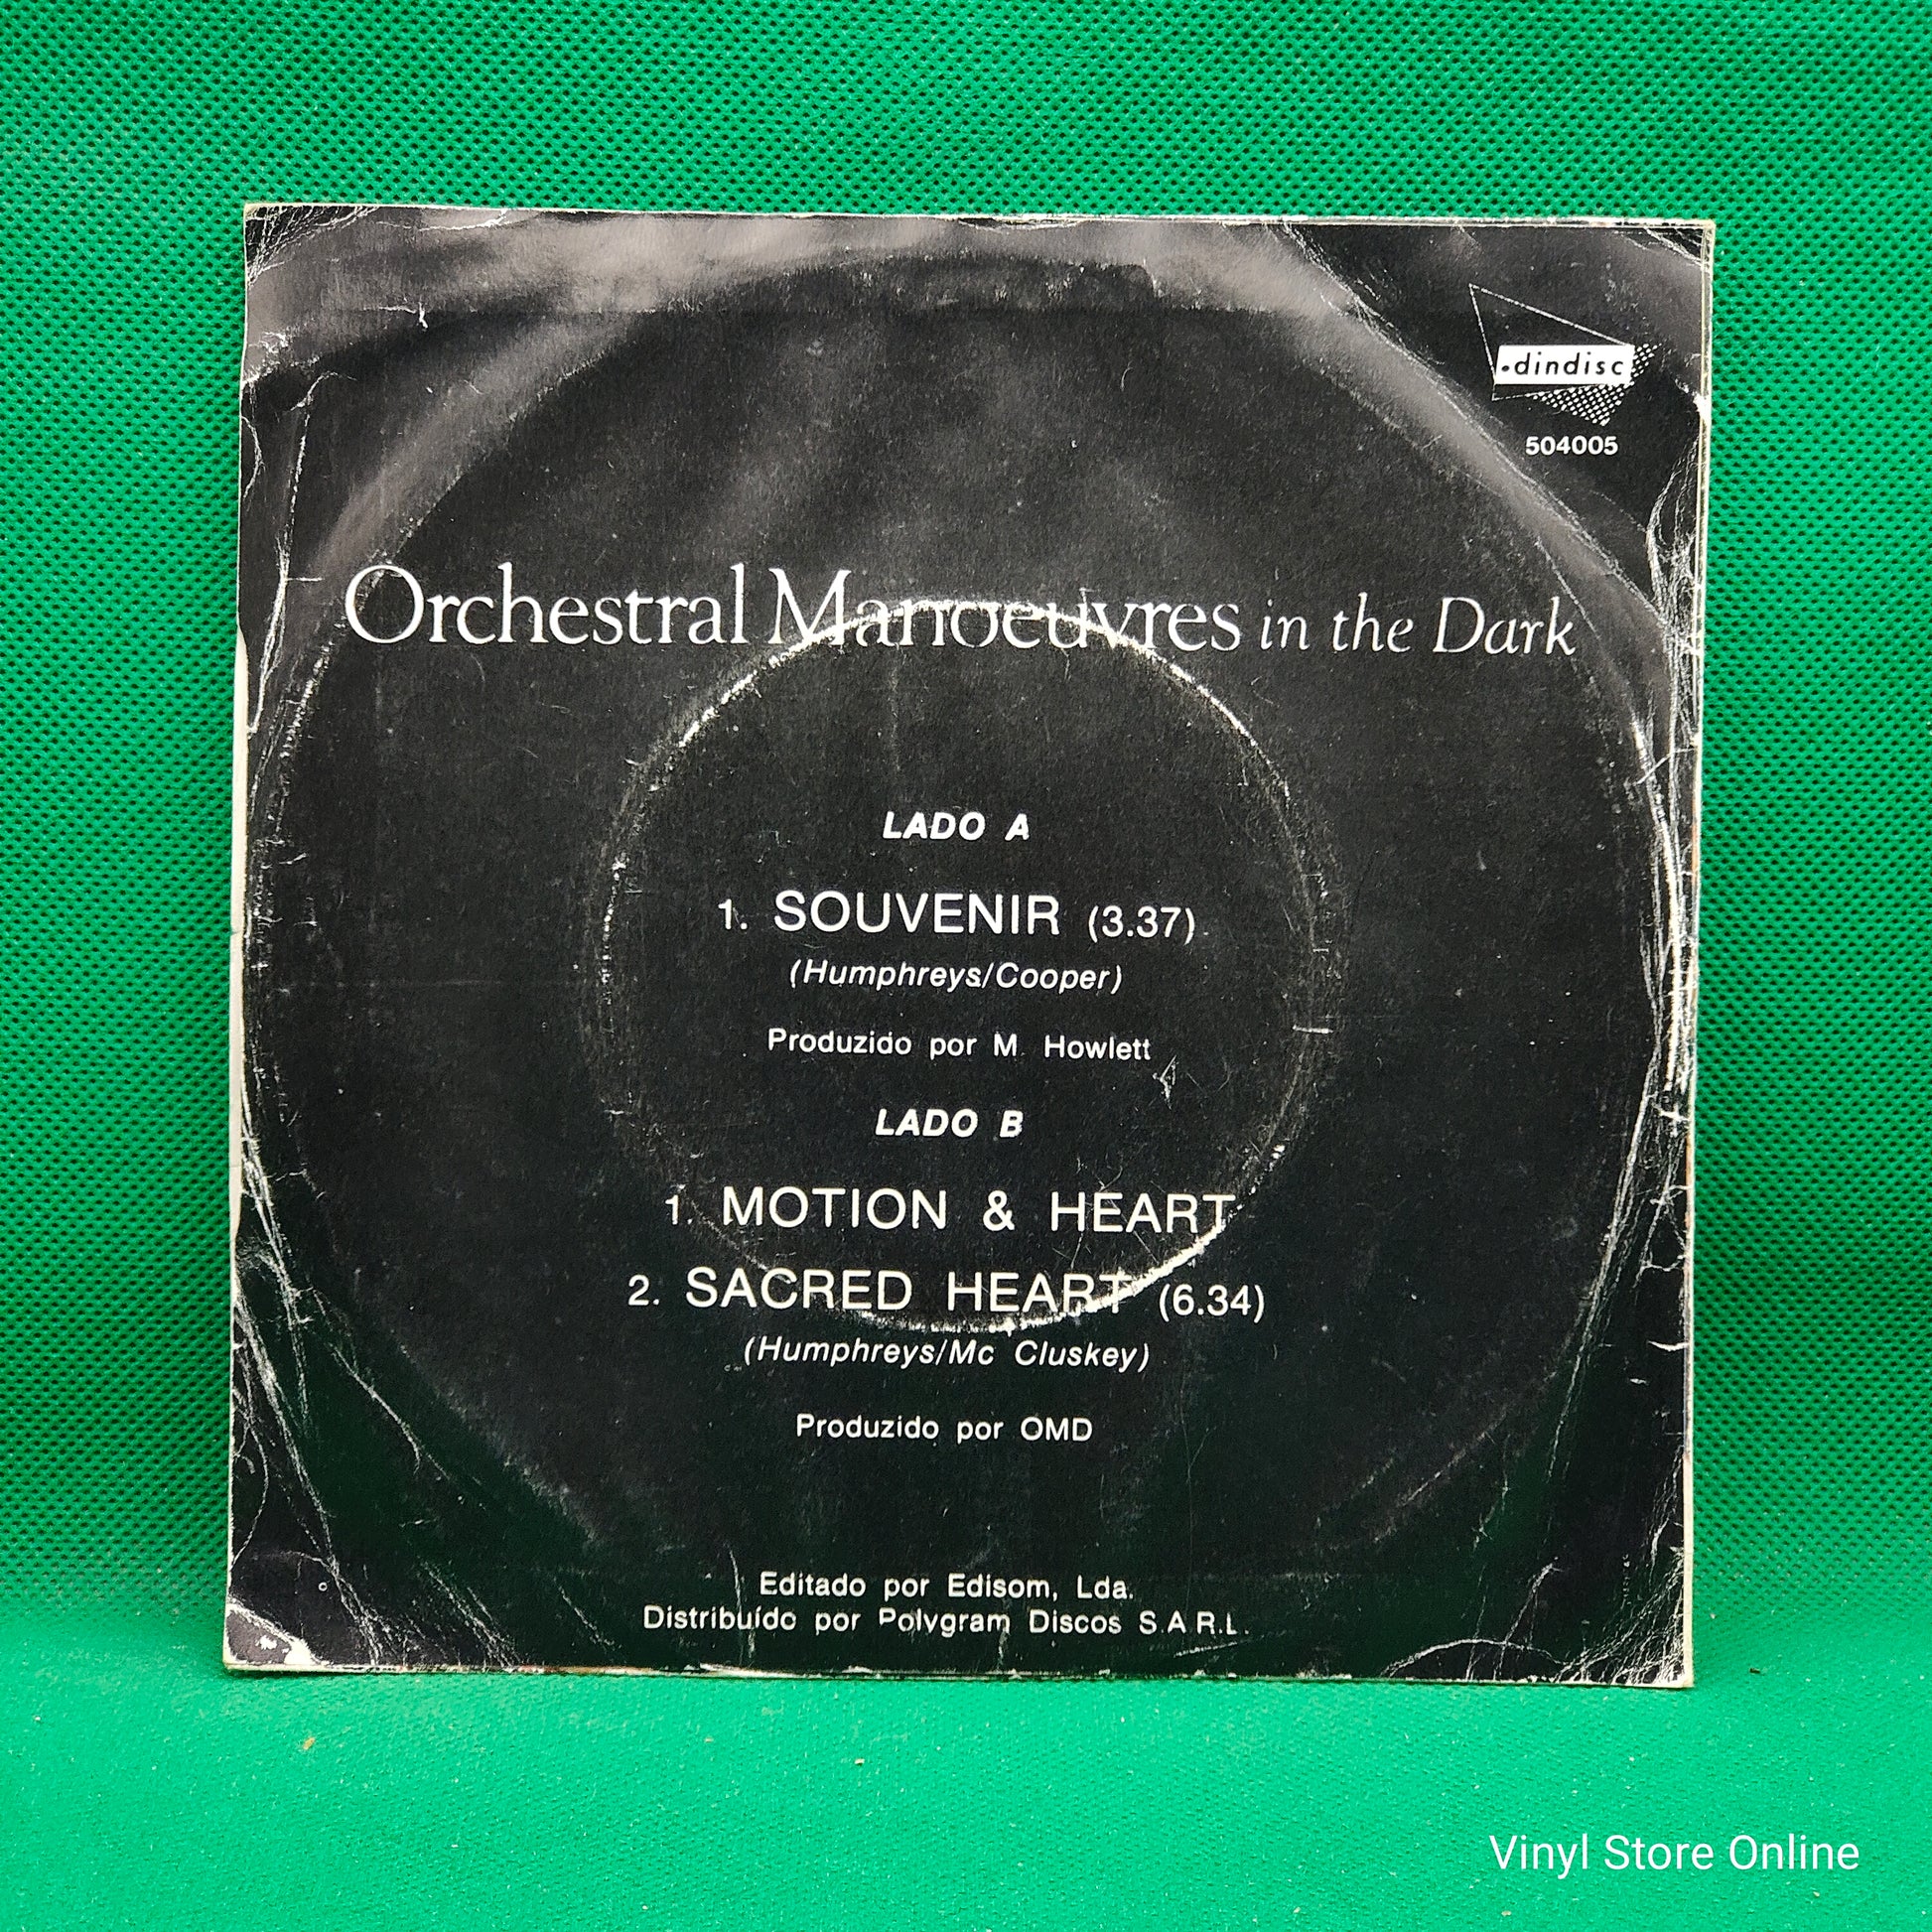 •dindisc
504005
Orchestral Manoeuvres in the Dark
LADO A
1. SOUVENIR (3.37)
(Humphreys/Cooper)
Produzido por M. Howlett
LADO B
1. MOTION & HEART
2. SACRED HEART (6.34)
(Humphreys/Mc Cluskey)
Produzido por OMD
Editado por Edisom, Lda.
Distribuído por Polygram Discos S.A.R.L.
Vinyl Store Online